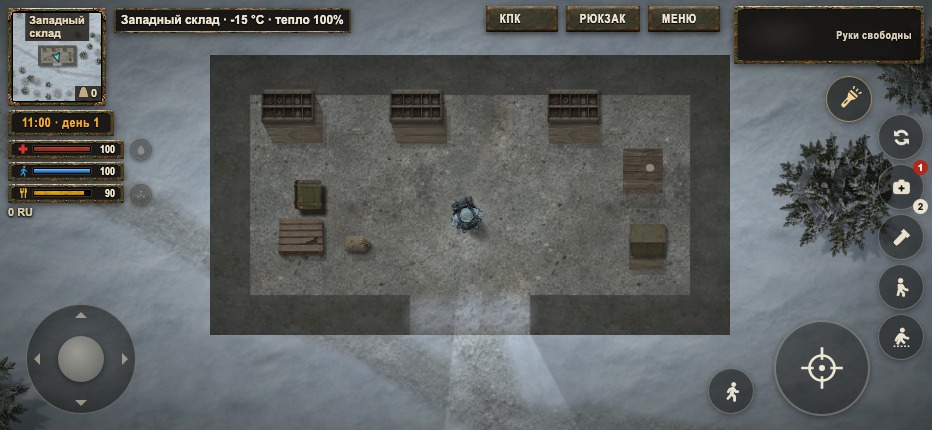 Западный
склад
0
Западный склад · -15 °C · тепло 100%
КПК
РЮКЗАК
МЕНЮ
Руки свободны
11:00 · день 1
100
100
90
0 RU
1
2